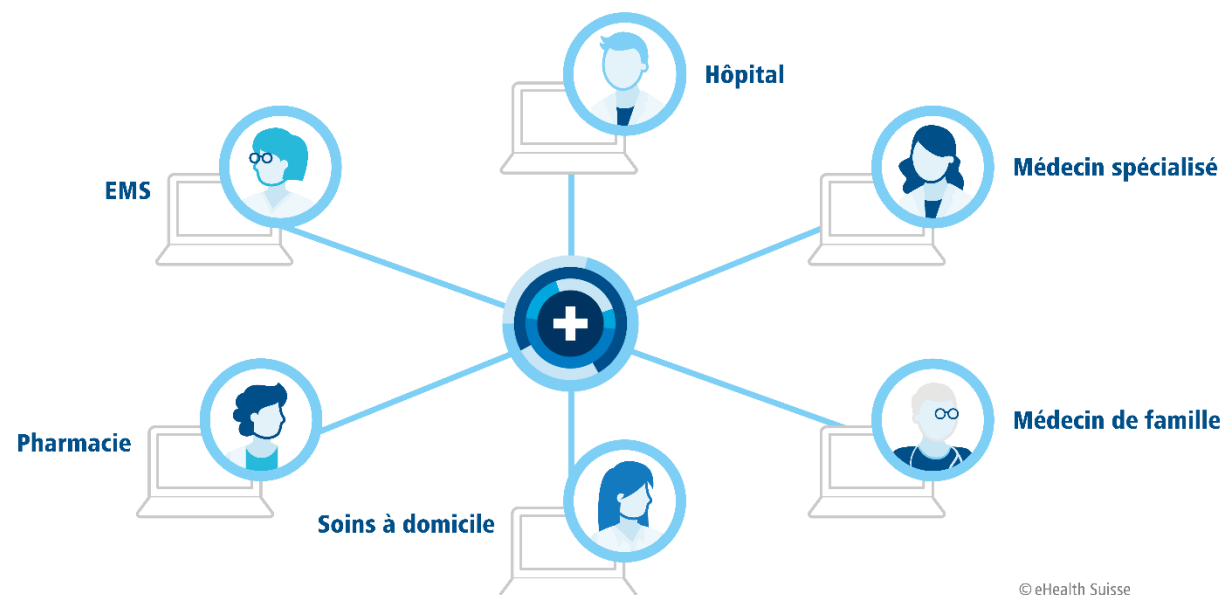 Hôpital
Médecin spécialisé
EMS
Médecin de famille
Pharmacie
Soins à domicile
© eHealth Suisse